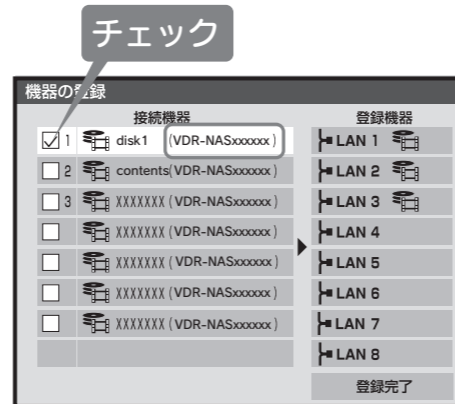 チェック
機器の登録
接続機器 登録機器
1 disk1 (VDR-NASxxxxxx) LAN 1
2 contents(VDR-NASxxxxxx) LAN 2
3 XXXXXXX (VDR-NASxxxxxx) LAN 3
XXXXXXX (VDR-NASxxxxxx) LAN 4
XXXXXXX (VDR-NASxxxxxx) LAN 5
XXXXXXX (VDR-NASxxxxxx) LAN 6
XXXXXXX (VDR-NASxxxxxx) LAN 7
LAN 8
登録完了